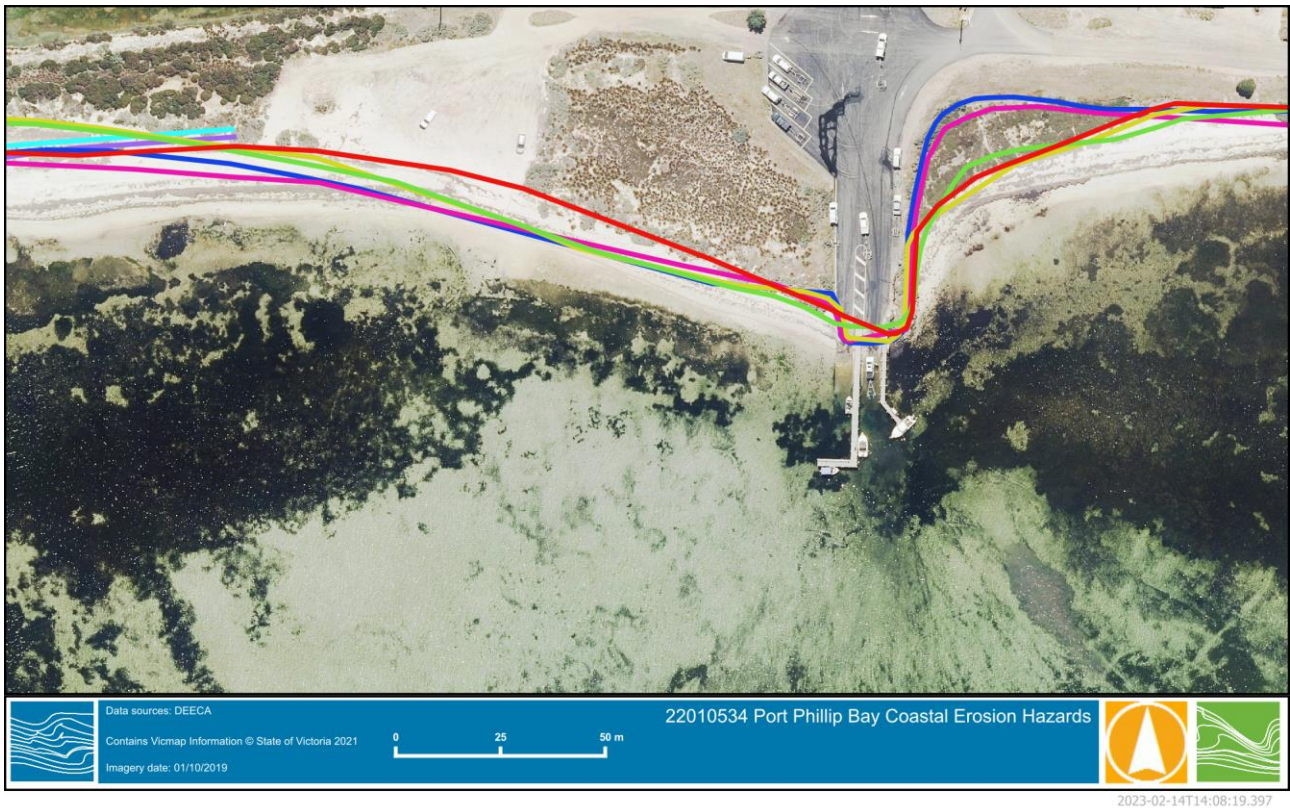 Data sources: DEECA
22010534 Port Phillip Bay Coastal Erosion Hazards
Contains Vicmap Information © State of Victoria 2021
0 25 50 m
Imagery date: 01/10/2019
2023-02-14T14:08:19.397